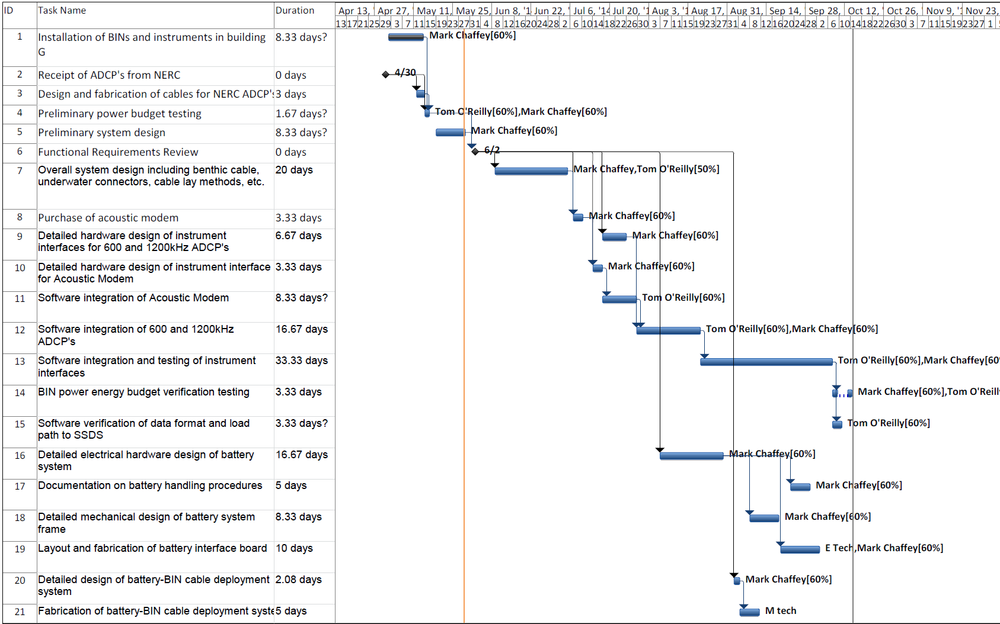 ID Task Name Duration Apr 13, ' Apr 27, ' May 11, May 25, Jun 8, '1 Jun 22, ' Jul 6, '14 Jul 20, '1 Aug 3, '1 Aug 17, Aug 31, Sep 14, Sep 28, Oct 12, ' Oct 26, ' Nov 9, '1 Nov 23,
13 17 21 25 29 3 7 11 15 19 23 27 31 4 8 12 16 20 24 28 2 6 10 14 18 22 26 30 3 7 11 15 19 23 27 31 4 8 12 16 20 24 28 2 6 10 14 18 22 26 30 3 7 11 15 19 23 27 1
1 Installation of BINs and instruments in building 8.33 days? Mark Chaffey[60%]
G
2 Receipt of ADCP's from NERC 0 days 4/30
3 Design and fabrication of cables for NERC ADCP's 3 days
4 Preliminary power budget testing 1.67 days? Tom O'Reilly[60%],Mark Chaffey[60%]
5 Preliminary system design 8.33 days? Mark Chaffey[60%]
6 Functional Requirements Review 0 days 6/2
7 Overall system design including benthic cable, 20 days Mark Chaffey,Tom O'Reilly[50%]
underwater connectors, cable lay methods, etc.
8 Purchase of acoustic modem 3.33 days Mark Chaffey[60%]
9 Detailed hardware design of instrument 6.67 days Mark Chaffey[60%]
interfaces for 600 and 1200kHz ADCP's
10 Detailed hardware design of instrument interface 3.33 days Mark Chaffey[60%]
for Acoustic Modem
11 Software integration of Acoustic Modem 8.33 days? Tom O'Reilly[60%]
12 Software integration of 600 and 1200kHz 16.67 days Tom O'Reilly[60%],Mark Chaffey[60%]
ADCP's
13 Software integration and testing of instrument 33.33 days Tom O'Reilly[60%],Mark Chaffey[60
interfaces
14 BIN power energy budget verification testing 3.33 days Mark Chaffey[60%],Tom O'Reill
15 Software verification of data format and load 3.33 days? Tom O'Reilly[60%]
path to SSDS
16 Detailed electrical hardware design of battery 16.67 days Mark Chaffey[60%]
system
17 Documentation on battery handling procedures 5 days Mark Chaffey[60%]
18 Detailed mechanical design of battery system 8.33 days Mark Chaffey[60%]
frame
19 Layout and fabrication of battery interface board 10 days E Tech,Mark Chaffey[60%]
20 Detailed design of battery-BIN cable deployment 2.08 days Mark Chaffey[60%]
system
21 Fabrication of battery-BIN cable deployment syste 5 days M tech